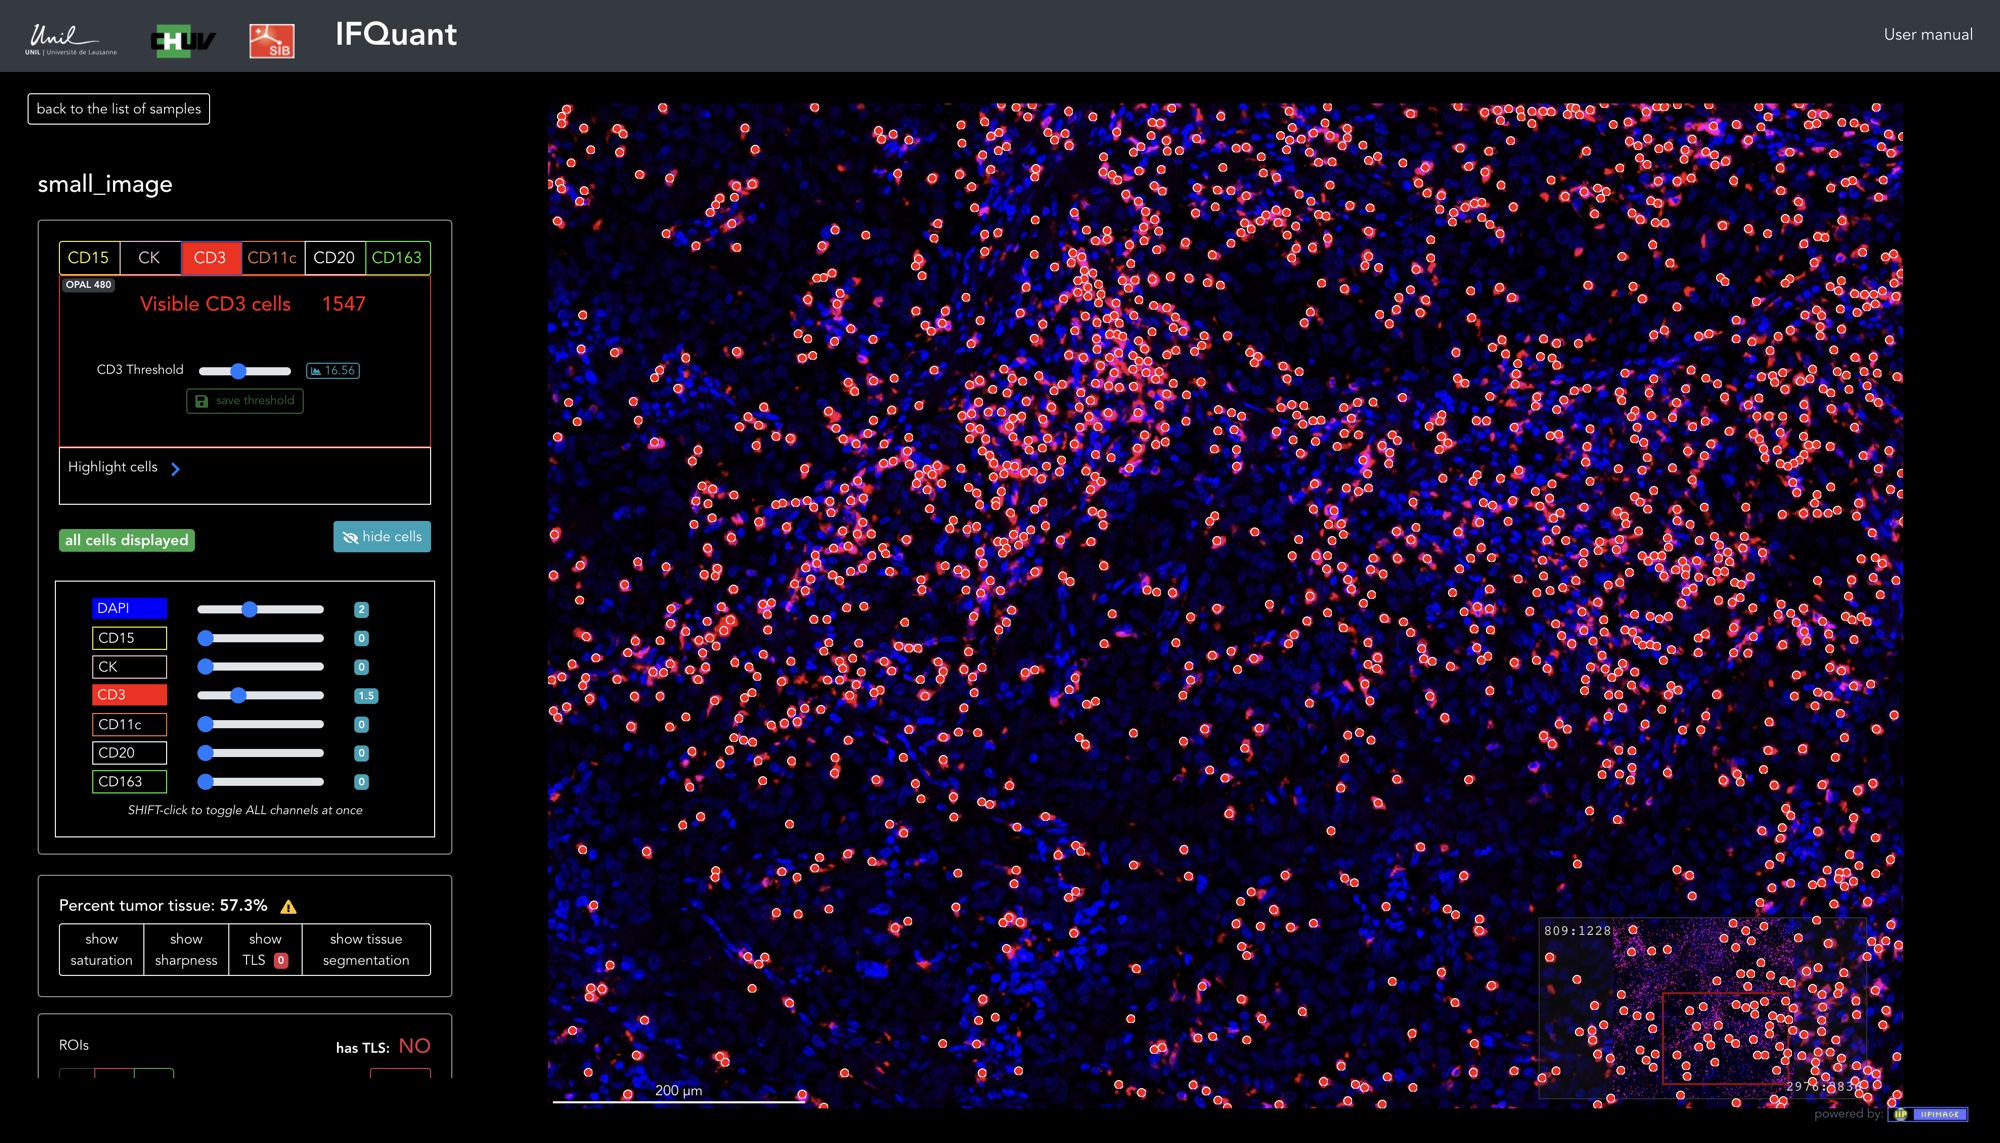 Unil
UNIL | Université de Lausanne
CHUV
SIB
IFQuant
User manual
back to the list of samples
small_image
CD15 CK CD3 CD11c CD20 CD163
OPAL 480
Visible CD3 cells 1547
CD3 Threshold 16.56
save threshold
Highlight cells
all cells displayed
hide cells
DAPI 2
CD15 0
CK 0
CD3 1.5
CD11c 0
CD20 0
CD163 0
SHIFT-click to toggle ALL channels at once
Percent tumor tissue: 57.3%
show saturation
show sharpness
show TLS 0
show tissue segmentation
ROIs
has TLS: NO
200 µm
809:1228
powered by:
IIP
IIPIMAGE